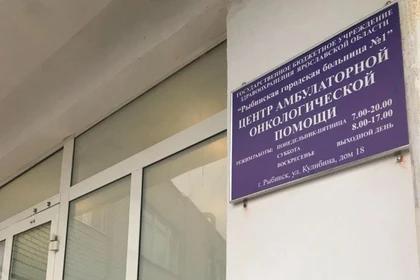 ГОСУДАРСТВЕННОЕ БЮДЖЕТНОЕ УЧРЕЖДЕНИЕ
ЗДРАВООХРАНЕНИЯ ЯРОСЛАВСКОЙ ОБЛАСТИ
"Рыбинская городская больница №1"
ЦЕНТР АМБУЛАТОРНОЙ
ОНКОЛОГИЧЕСКОЙ
ПОМОЩИ
РЕЖИМ РАБОТЫ: ПОНЕДЕЛЬНИК-ПЯТНИЦА 7.00-20.00
СУББОТА 8.00-17.00
ВОСКРЕСЕНЬЕ ВЫХОДНОЙ ДЕНЬ
г. Рыбинск, ул. Кулибина, дом 18